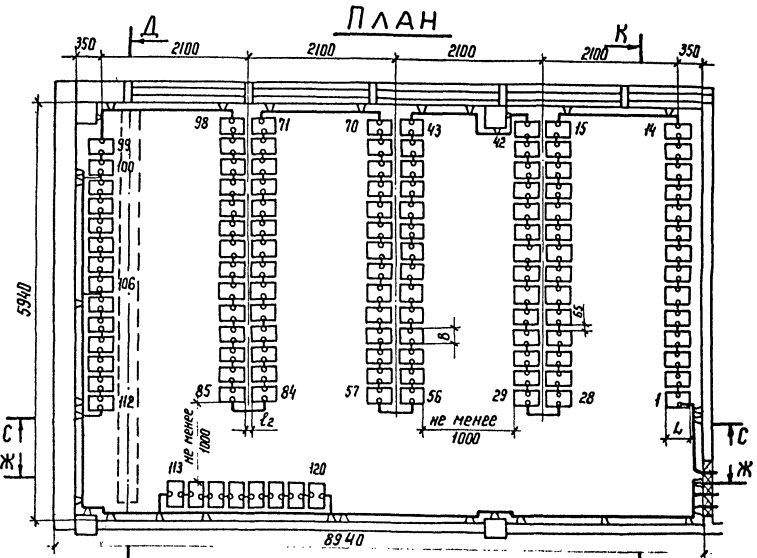 ПЛАН
Д
К
350
2100
2100
2100
2100
350
98
71
70
43
42
15
14
99
100
106
5940
в
65
112
85
84
57
56
29
28
1
не менее
1000
l₂
не менее
1000
L
С
Ж
С
Ж
113
120
8940